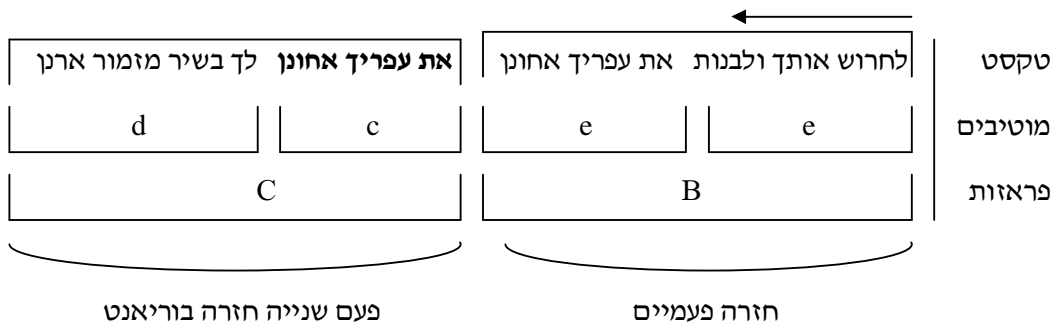 טקסט לחרוש אותך ולבנות את עפריך אחונן את עפריך אחונן לך בשיר מזמור ארנן
מוטיבים e e c d
פראזות B C
חזרה פעמיים פעם שנייה חזרה בוריאנט